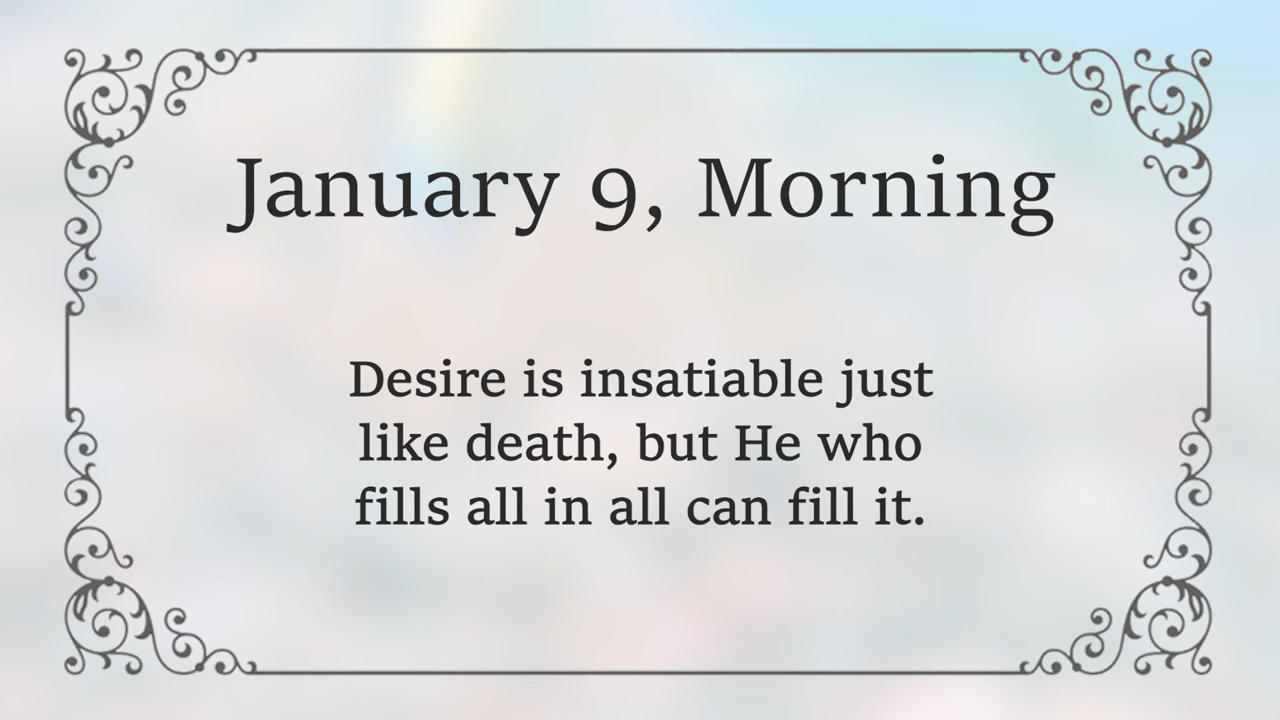 January 9, Morning
Desire is insatiable just
like death, but He who
fills all in all can fill it.